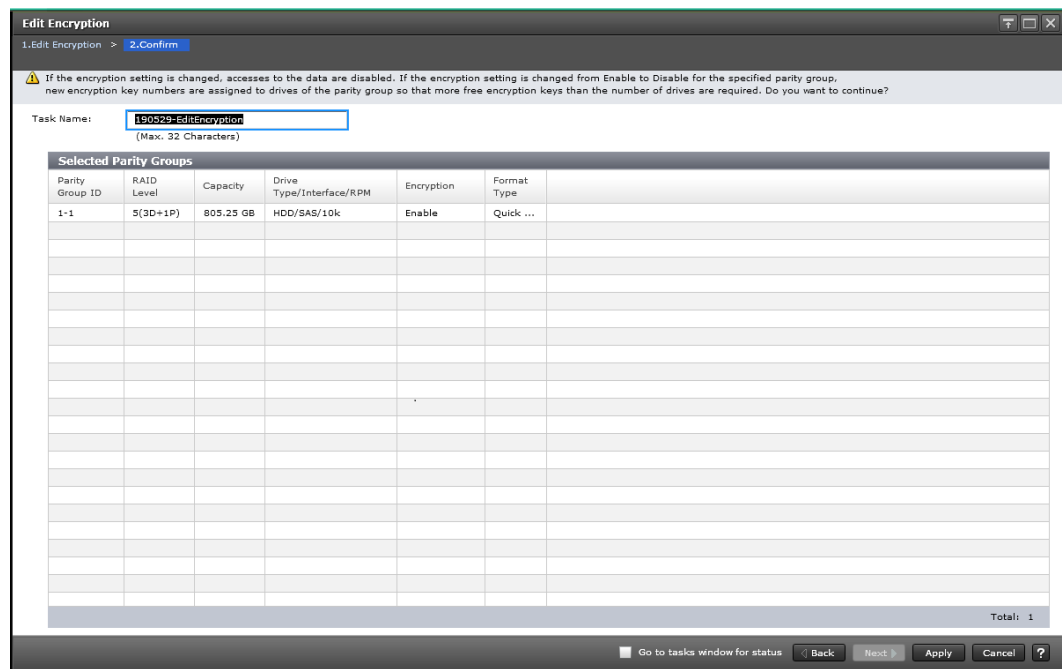 Edit Encryption
1.Edit Encryption > 2.Confirm
If the encryption setting is changed, accesses to the data are disabled. If the encryption setting is changed from Enable to Disable for the specified parity group,
new encryption key numbers are assigned to drives of the parity group so that more free encryption keys than the number of drives are required. Do you want to continue?
Task Name: 190529-EditEncryption
(Max. 32 Characters)
Selected Parity Groups
Parity Group ID RAID Level Capacity Drive Type/Interface/RPM Encryption Format Type
1-1 5(3D+1P) 805.25 GB HDD/SAS/10k Enable Quick ...
Total: 1
Go to tasks window for status Back Next Apply Cancel ?